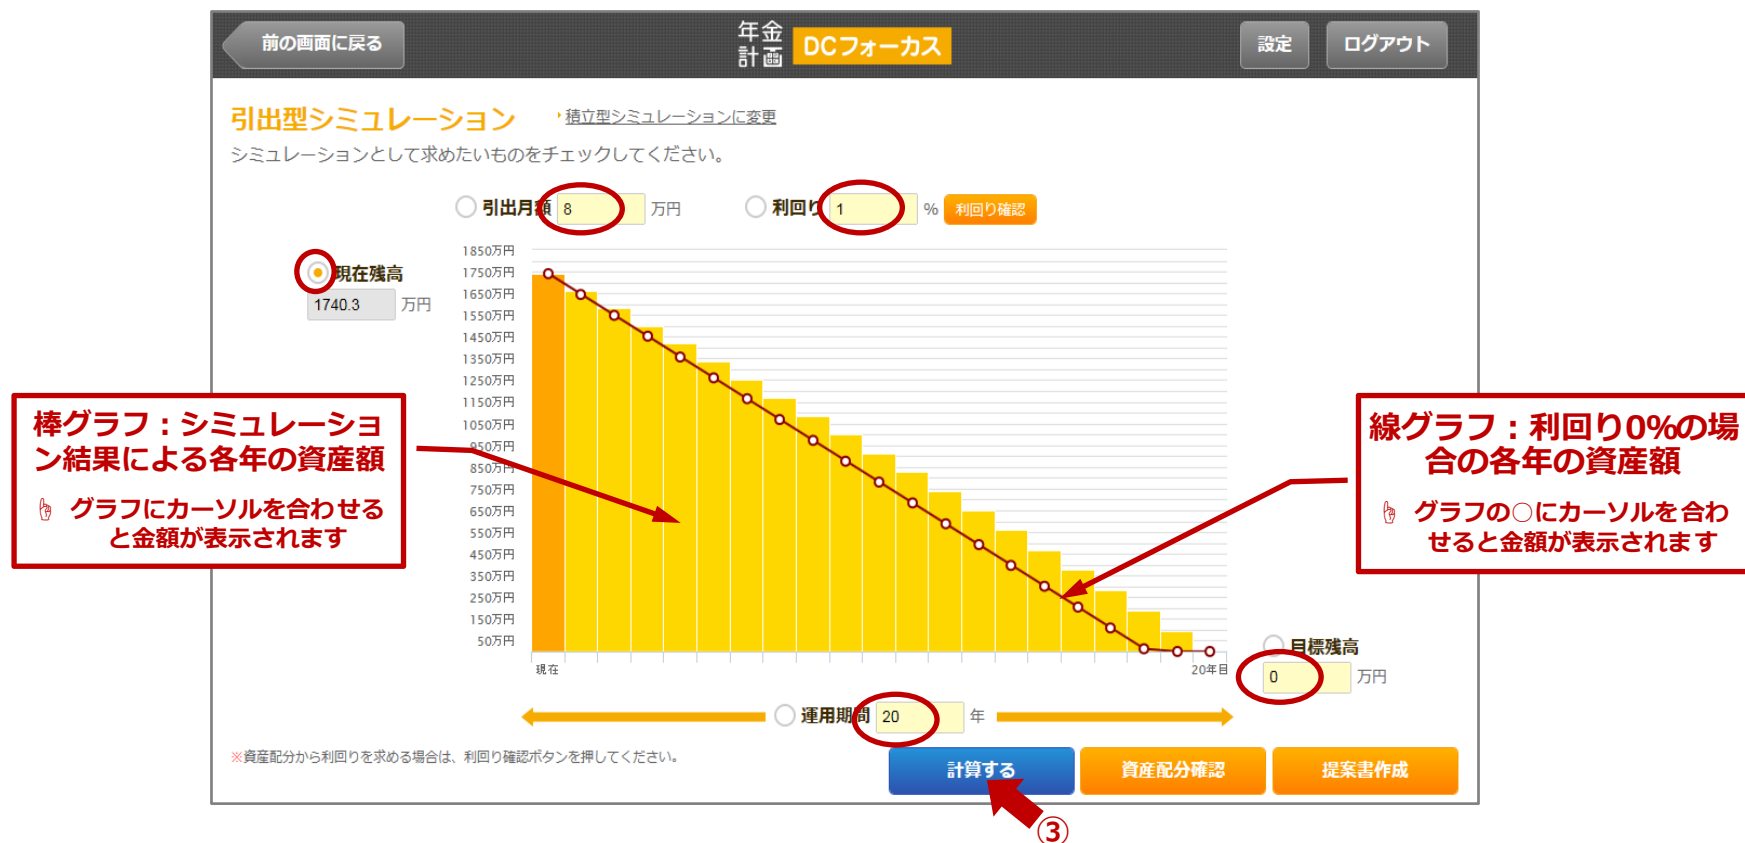 前の画面に戻る
年金
計画
DCフォーカス
設定
ログアウト
引出型シミュレーション
積立型シミュレーションに変更
シミュレーションとして求めたいものをチェックしてください。
引出月額 8 万円
利回り 1 %
利回り確認
現在残高
1740.3 万円
1850万円
1750万円
1650万円
1550万円
1450万円
1350万円
1250万円
1150万円
1050万円
950万円
850万円
750万円
650万円
550万円
450万円
350万円
250万円
150万円
50万円
現在
20年目
棒グラフ：シミュレーショ
ン結果による各年の資産額
グラフにカーソルを合わせる
と金額が表示されます
線グラフ：利回り0%の場
合の各年の資産額
グラフの○にカーソルを合わ
せると金額が表示されます
目標残高
0 万円
運用期間 20 年
※資産配分から利回りを求める場合は、利回り確認ボタンを押してください。
計算する
資産配分確認
提案書作成
③